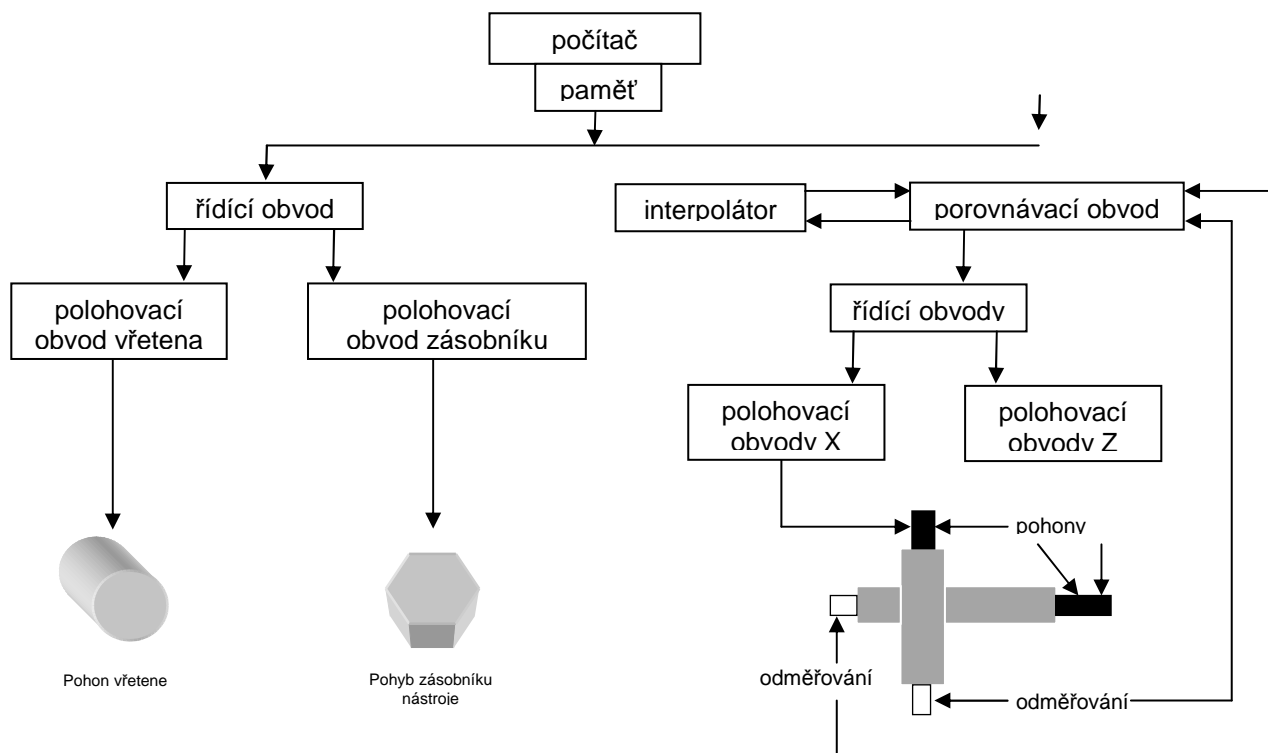 počítač
paměť
řídící obvod
interpolátor
porovnávací obvod
polohovací
obvod vřetena
polohovací
obvod zásobníku
řídící obvody
polohovací
obvody X
polohovací
obvody Z
pohony
odměřování
odměřování
Pohon vřetene
Pohyb zásobníku
nástroje